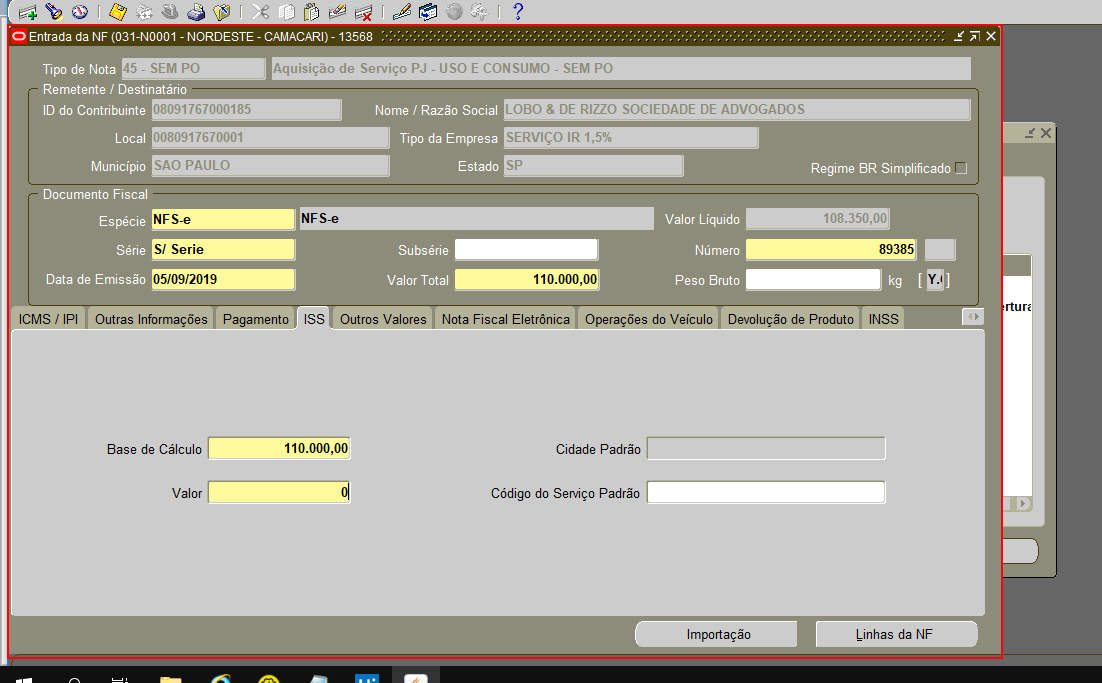 Entrada da NF (031-N0001 - NORDESTE - CAMACARI) - 13568
Tipo de Nota 45 - SEM PO Aquisição de Serviço PJ - USO E CONSUMO - SEM PO
Remetente / Destinatário
ID do Contribuinte 08091767000185 Nome / Razão Social LOBO & DE RIZZO SOCIEDADE DE ADVOGADOS
Local 0080917670001 Tipo da Empresa SERVIÇO IR 1,5%
Município SAO PAULO Estado SP Regime BR Simplificado
Documento Fiscal
Espécie NFS-e NFS-e Valor Líquido 108.350,00
Série S/ Serie Subsérie Número 89385
Data de Emissão 05/09/2019 Valor Total 110.000,00 Peso Bruto kg [ Y. ]
ertura
ICMS / IPI Outras Informações Pagamento ISS Outros Valores Nota Fiscal Eletrônica Operações do Veículo Devolução de Produto INSS
Base de Cálculo 110.000,00 Cidade Padrão
Valor 0 Código do Serviço Padrão
Importação Linhas da NF